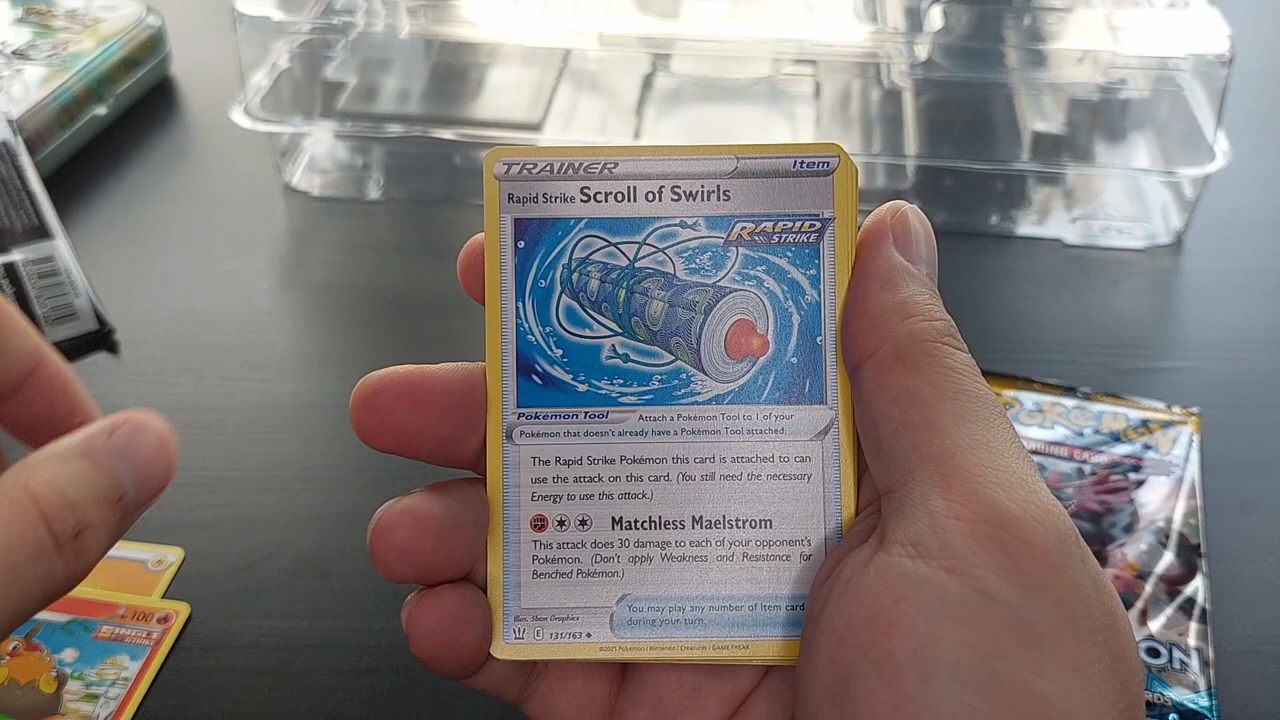 TRAINER Item
Rapid Strike Scroll of Swirls
RAPID
STRIKE
Pokémon Tool Attach a Pokémon Tool to 1 of your
Pokémon that doesn't already have a Pokémon Tool attached.
The Rapid Strike Pokémon this card is attached to can
use the attack on this card. (You still need the necessary
Energy to use this attack.)
Matchless Maelstrom
This attack does 30 damage to each of your opponent's
Pokémon. (Don't apply Weakness and Resistance for
Benched Pokémon.)
You may play any number of Item card
during your turn.
Illus. 5ban Graphics
E 131/163
©2021 Pokémon / Nintendo / Creatures / GAME FREAK
100
SINGLE
STRIKE
POKEMON
ON